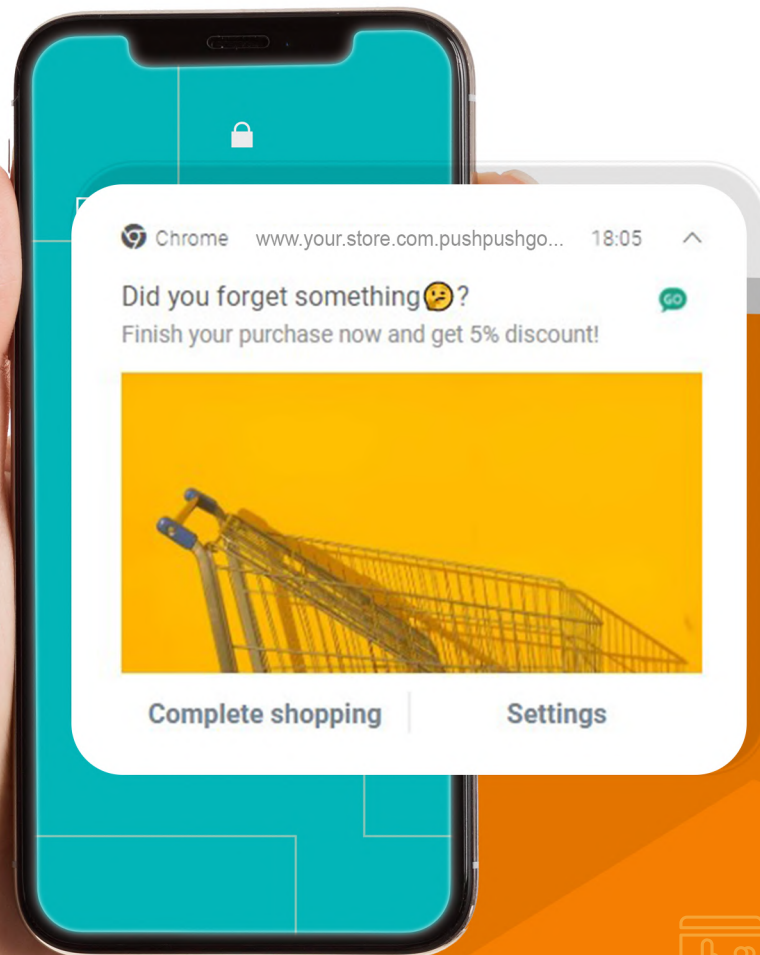 Chrome www.your.store.com.pushpushgo... 18:05
Did you forget something🤔?
GO
Finish your purchase now and get 5% discount!
Complete shopping
Settings